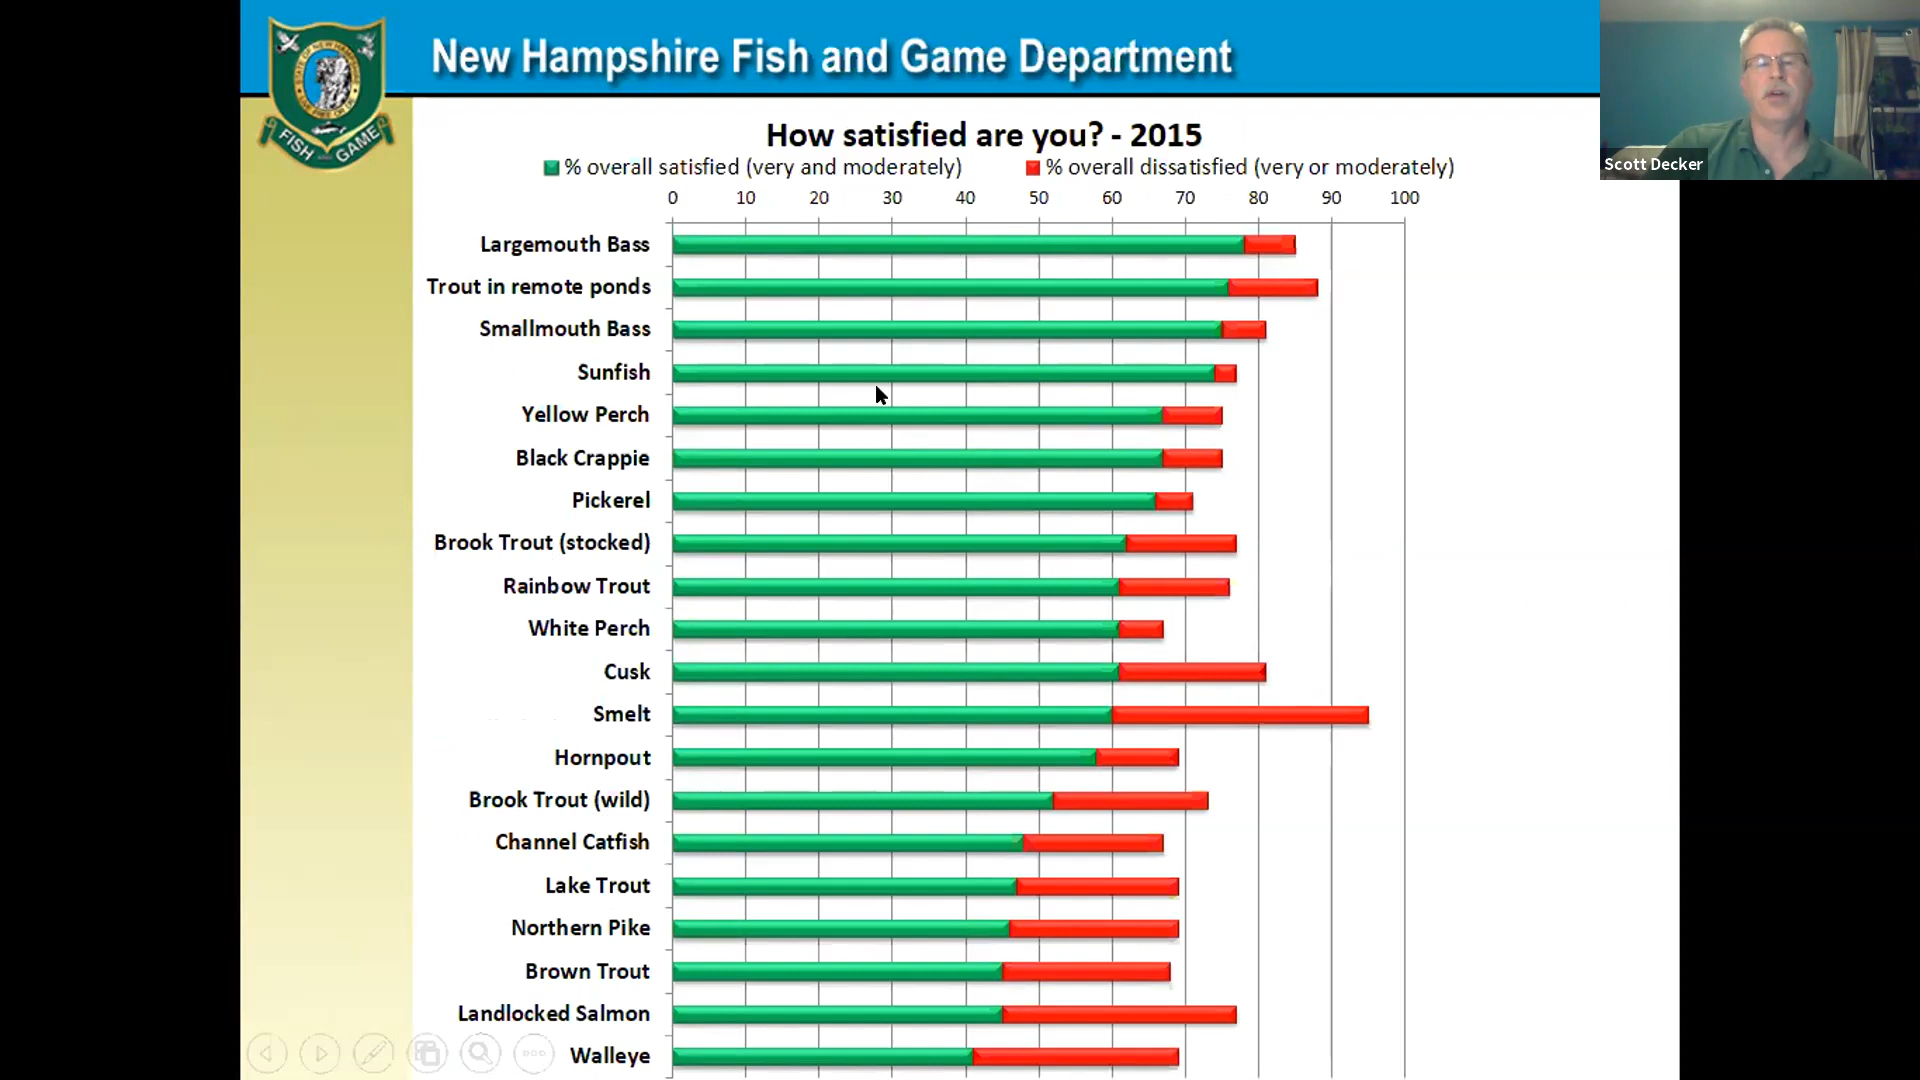 New Hampshire Fish and Game Department
FISH AND GAME
Scott Decker
How satisfied are you? - 2015
% overall satisfied (very and moderately)
% overall dissatisfied (very or moderately)
0 10 20 30 40 50 60 70 80 90 100
Largemouth Bass
Trout in remote ponds
Smallmouth Bass
Sunfish
Yellow Perch
Black Crappie
Pickerel
Brook Trout (stocked)
Rainbow Trout
White Perch
Cusk
Smelt
Hornpout
Brook Trout (wild)
Channel Catfish
Lake Trout
Northern Pike
Brown Trout
Landlocked Salmon
Walleye